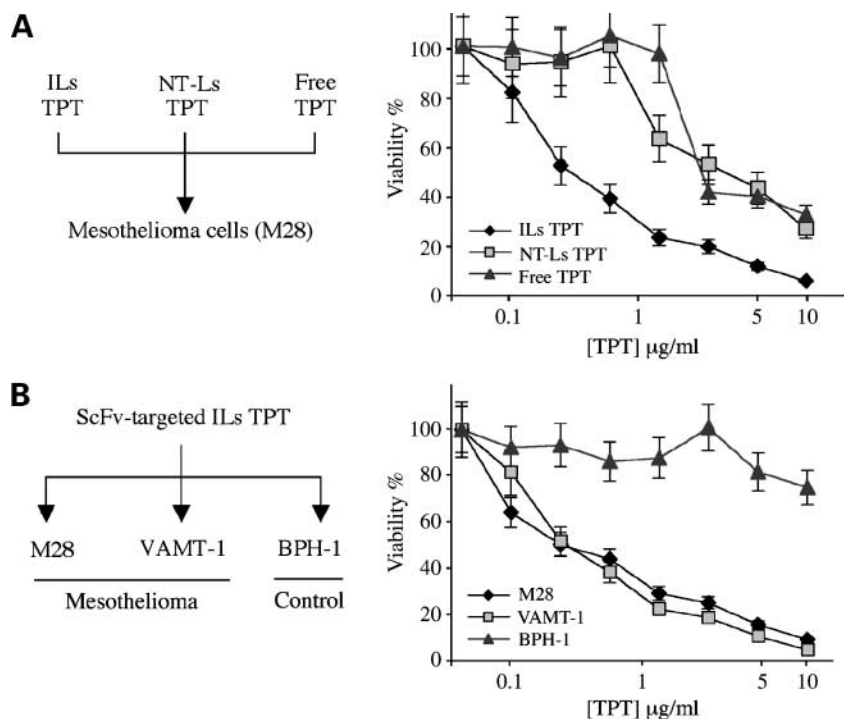 A
ILs NT-Ls Free
TPT TPT TPT
Mesothelioma cells (M28)
Viability %
100
80
60
40
20
0
ILs TPT
NT-Ls TPT
Free TPT
0.1 1 5 10
[TPT] µg/ml
B
ScFv-targeted ILs TPT
M28 VAMT-1 BPH-1
Mesothelioma Control
Viability %
100
80
60
40
20
0
M28
VAMT-1
BPH-1
0.1 1 5 10
[TPT] µg/ml